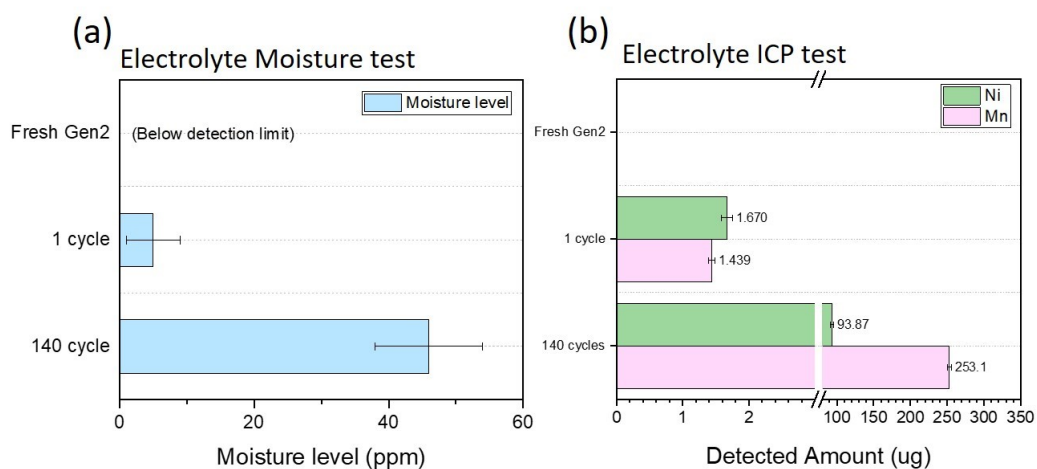 (a)
Electrolyte Moisture test
Moisture level
Fresh Gen2
(Below detection limit)
1 cycle
140 cycle
0 20 40 60
Moisture level (ppm)
(b)
Electrolyte ICP test
Ni
Mn
Fresh Gen2
1.670
1 cycle
1.439
93.87
140 cycles
253.1
0 1 2 100 150 200 250 300 350
Detected Amount (ug)